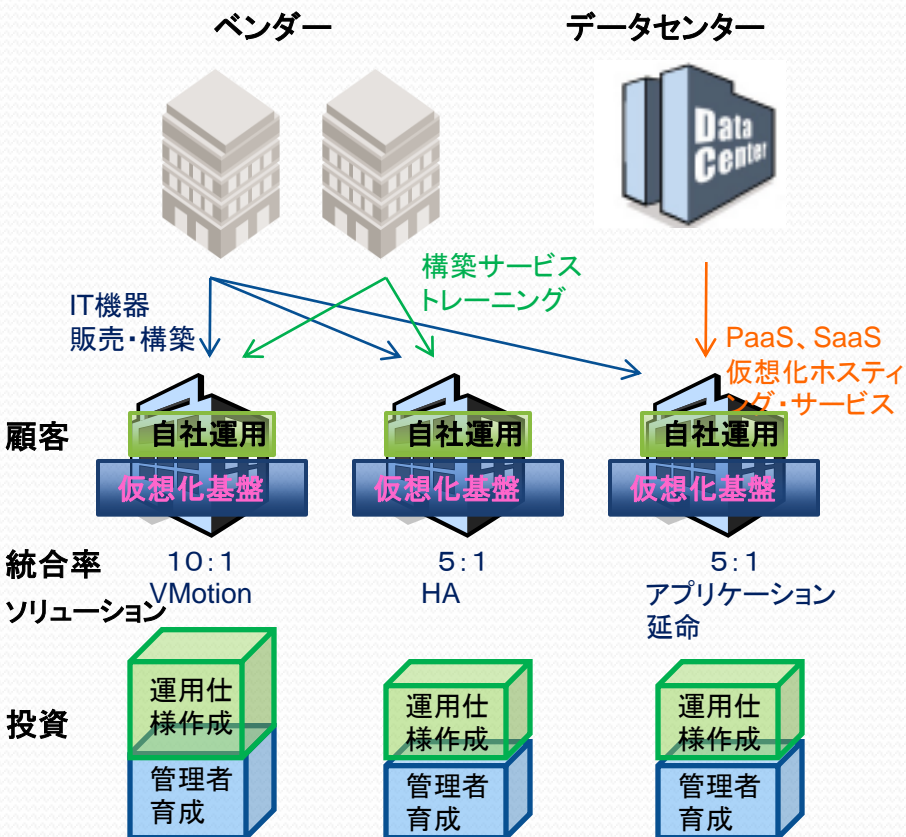 ベンダー
データセンター
Data
Center
構築サービス
トレーニング
IT機器
販売・構築
PaaS、SaaS
仮想化ホスティ
ング・サービス
顧客
自社運用
自社運用
自社運用
仮想化基盤
仮想化基盤
仮想化基盤
統合率
10:1
5:1
5:1
ソリューション
VMotion
HA
アプリケーション
延命
投資
運用仕
様作成
運用仕
様作成
運用仕
様作成
管理者
育成
管理者
育成
管理者
育成